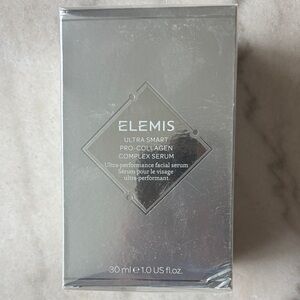 ELEMIS
ULTRA SMART
PRO-COLLAGEN
COMPLEX SERUM
Ultra-performance facial serum
Sérum pour le visage
ultra-performant.
30 ml e 1.0 US fl.oz.